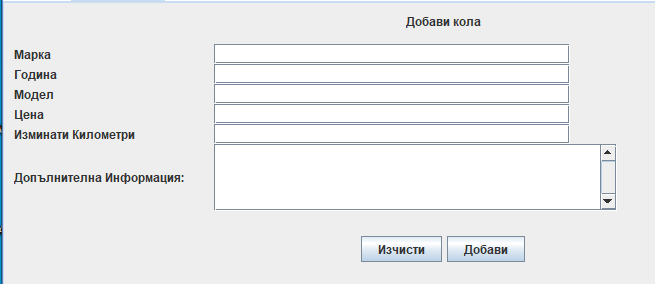 Добави кола
Марка
Година
Модел
Цена
Изминати Километри
Допълнителна Информация:
Изчисти Добави